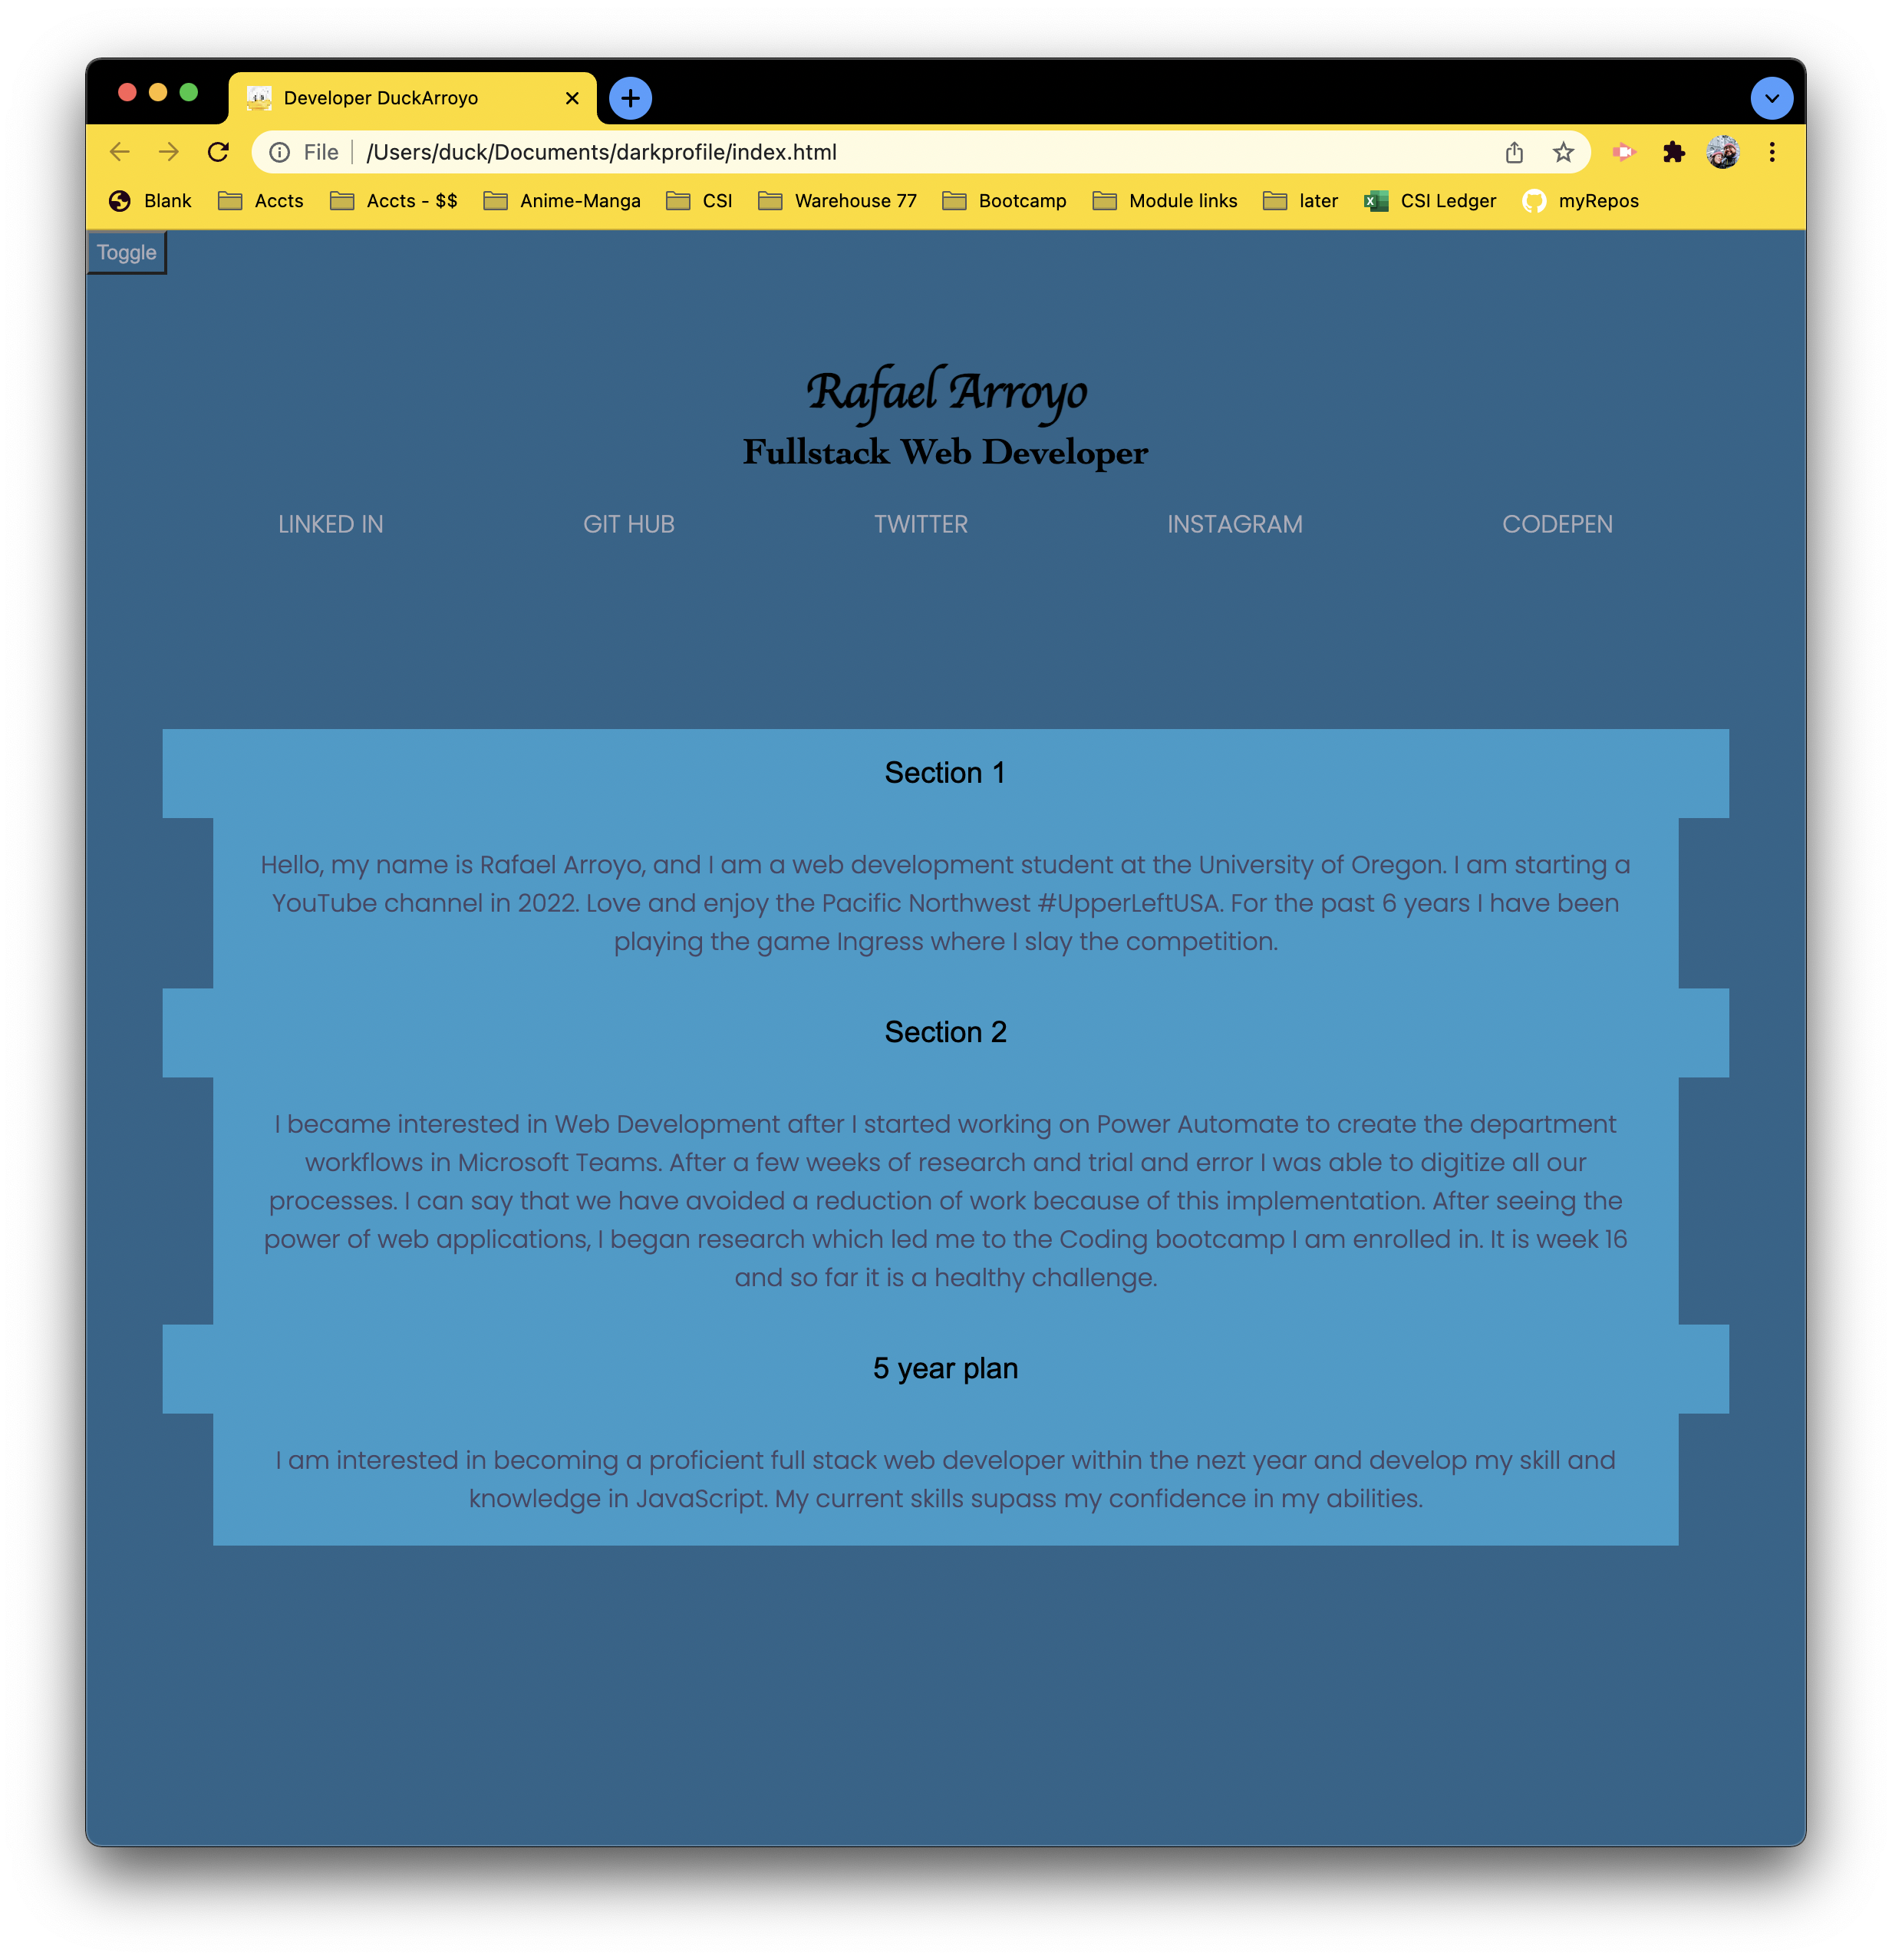 Developer DuckArroyo
File /Users/duck/Documents/darkprofile/index.html
Blank Accts Accts - $$ Anime-Manga CSI Warehouse 77 Bootcamp Module links later CSI Ledger myRepos
Toggle
Rafael Arroyo
Fullstack Web Developer
LINKED IN GIT HUB TWITTER INSTAGRAM CODEPEN
Section 1
Hello, my name is Rafael Arroyo, and I am a web development student at the University of Oregon. I am starting a
YouTube channel in 2022. Love and enjoy the Pacific Northwest #UpperLeftUSA. For the past 6 years I have been
playing the game Ingress where I slay the competition.
Section 2
I became interested in Web Development after I started working on Power Automate to create the department
workflows in Microsoft Teams. After a few weeks of research and trial and error I was able to digitize all our
processes. I can say that we have avoided a reduction of work because of this implementation. After seeing the
power of web applications, I began research which led me to the Coding bootcamp I am enrolled in. It is week 16
and so far it is a healthy challenge.
5 year plan
I am interested in becoming a proficient full stack web developer within the nezt year and develop my skill and
knowledge in JavaScript. My current skills supass my confidence in my abilities.